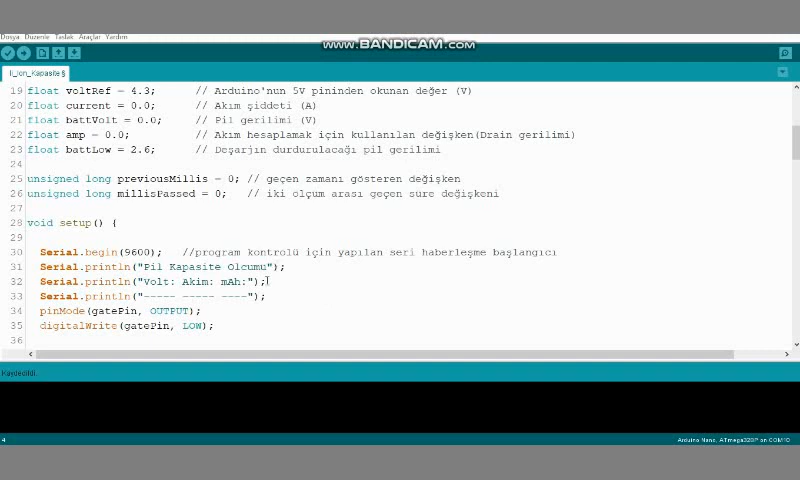 www.BANDICAM.com
Dosya Düzenle Taslak Araçlar Yardım
li_Ion_Kapasite §
19 float voltRef = 4.3; // Arduino'nun 5V pininden okunan değer (V)
20 float current = 0.0; // Akım şiddeti (A)
21 float battVolt = 0.0; // Pil gerilimi (V)
22 float amp = 0.0; // Akım hesaplamak için kullanılan değişken(Drain gerilimi)
23 float battLow = 2.6; // Deşarjın durdurulacağı pil gerilimi
24
25 unsigned long previousMillis = 0; // geçen zamanı gösteren değişken
26 unsigned long millisPassed = 0; // iki ölçüm arası geçen süre değişkeni
27
28 void setup() {
29
30 Serial.begin(9600); //program kontrolü için yapılan seri haberleşme başlangıcı
31 Serial.println("Pil Kapasite Olcumu");
32 Serial.println("Volt: Akim: mAh:");
33 Serial.println("----- ----- ----");
34 pinMode(gatePin, OUTPUT);
35 digitalWrite(gatePin, LOW);
36
Kaydedildi.
4
Arduino Nano, ATmega328P on COM10